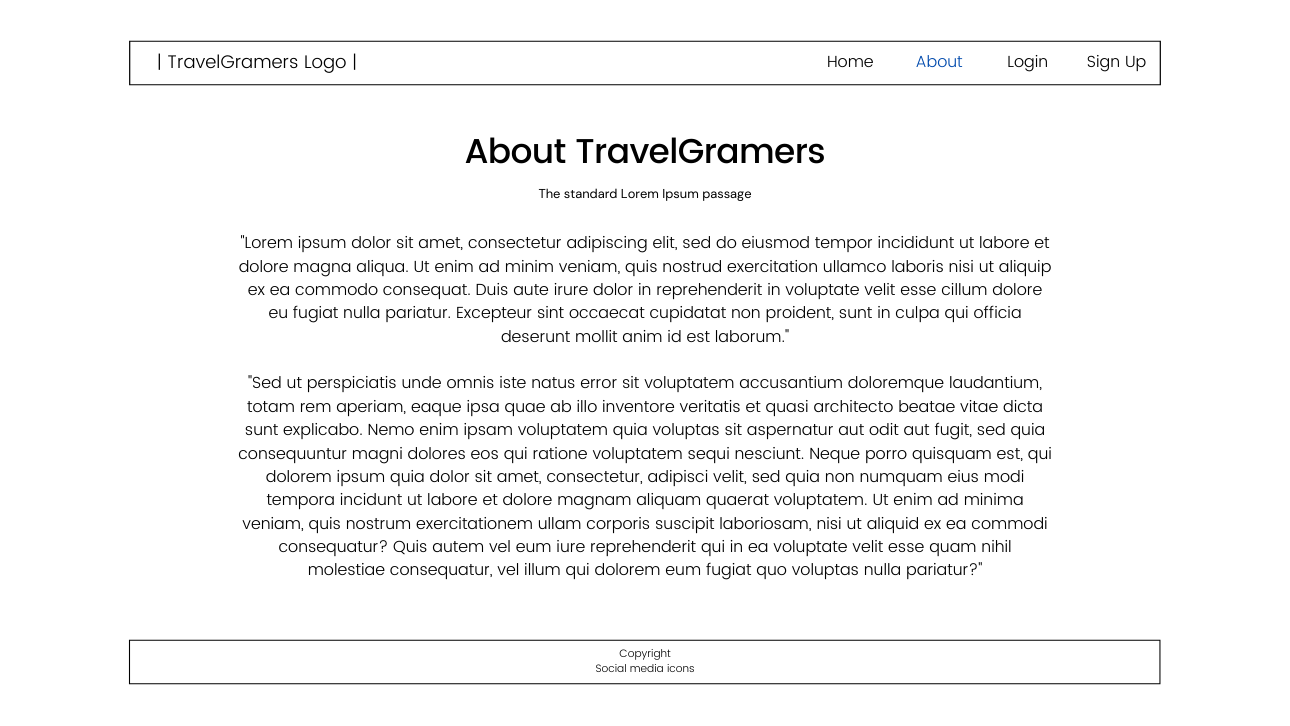 | TravelGramers Logo | Home About Login Sign Up
About TravelGramers
The standard Lorem Ipsum passage
"Lorem ipsum dolor sit amet, consectetur adipiscing elit, sed do eiusmod tempor incididunt ut labore et
dolore magna aliqua. Ut enim ad minim veniam, quis nostrud exercitation ullamco laboris nisi ut aliquip
ex ea commodo consequat. Duis aute irure dolor in reprehenderit in voluptate velit esse cillum dolore
eu fugiat nulla pariatur. Excepteur sint occaecat cupidatat non proident, sunt in culpa qui officia
deserunt mollit anim id est laborum."
"Sed ut perspiciatis unde omnis iste natus error sit voluptatem accusantium doloremque laudantium,
totam rem aperiam, eaque ipsa quae ab illo inventore veritatis et quasi architecto beatae vitae dicta
sunt explicabo. Nemo enim ipsam voluptatem quia voluptas sit aspernatur aut odit aut fugit, sed quia
consequuntur magni dolores eos qui ratione voluptatem sequi nesciunt. Neque porro quisquam est, qui
dolorem ipsum quia dolor sit amet, consectetur, adipisci velit, sed quia non numquam eius modi
tempora incidunt ut labore et dolore magnam aliquam quaerat voluptatem. Ut enim ad minima
veniam, quis nostrum exercitationem ullam corporis suscipit laboriosam, nisi ut aliquid ex ea commodi
consequatur? Quis autem vel eum iure reprehenderit qui in ea voluptate velit esse quam nihil
molestiae consequatur, vel illum qui dolorem eum fugiat quo voluptas nulla pariatur?"
Copyright
Social media icons